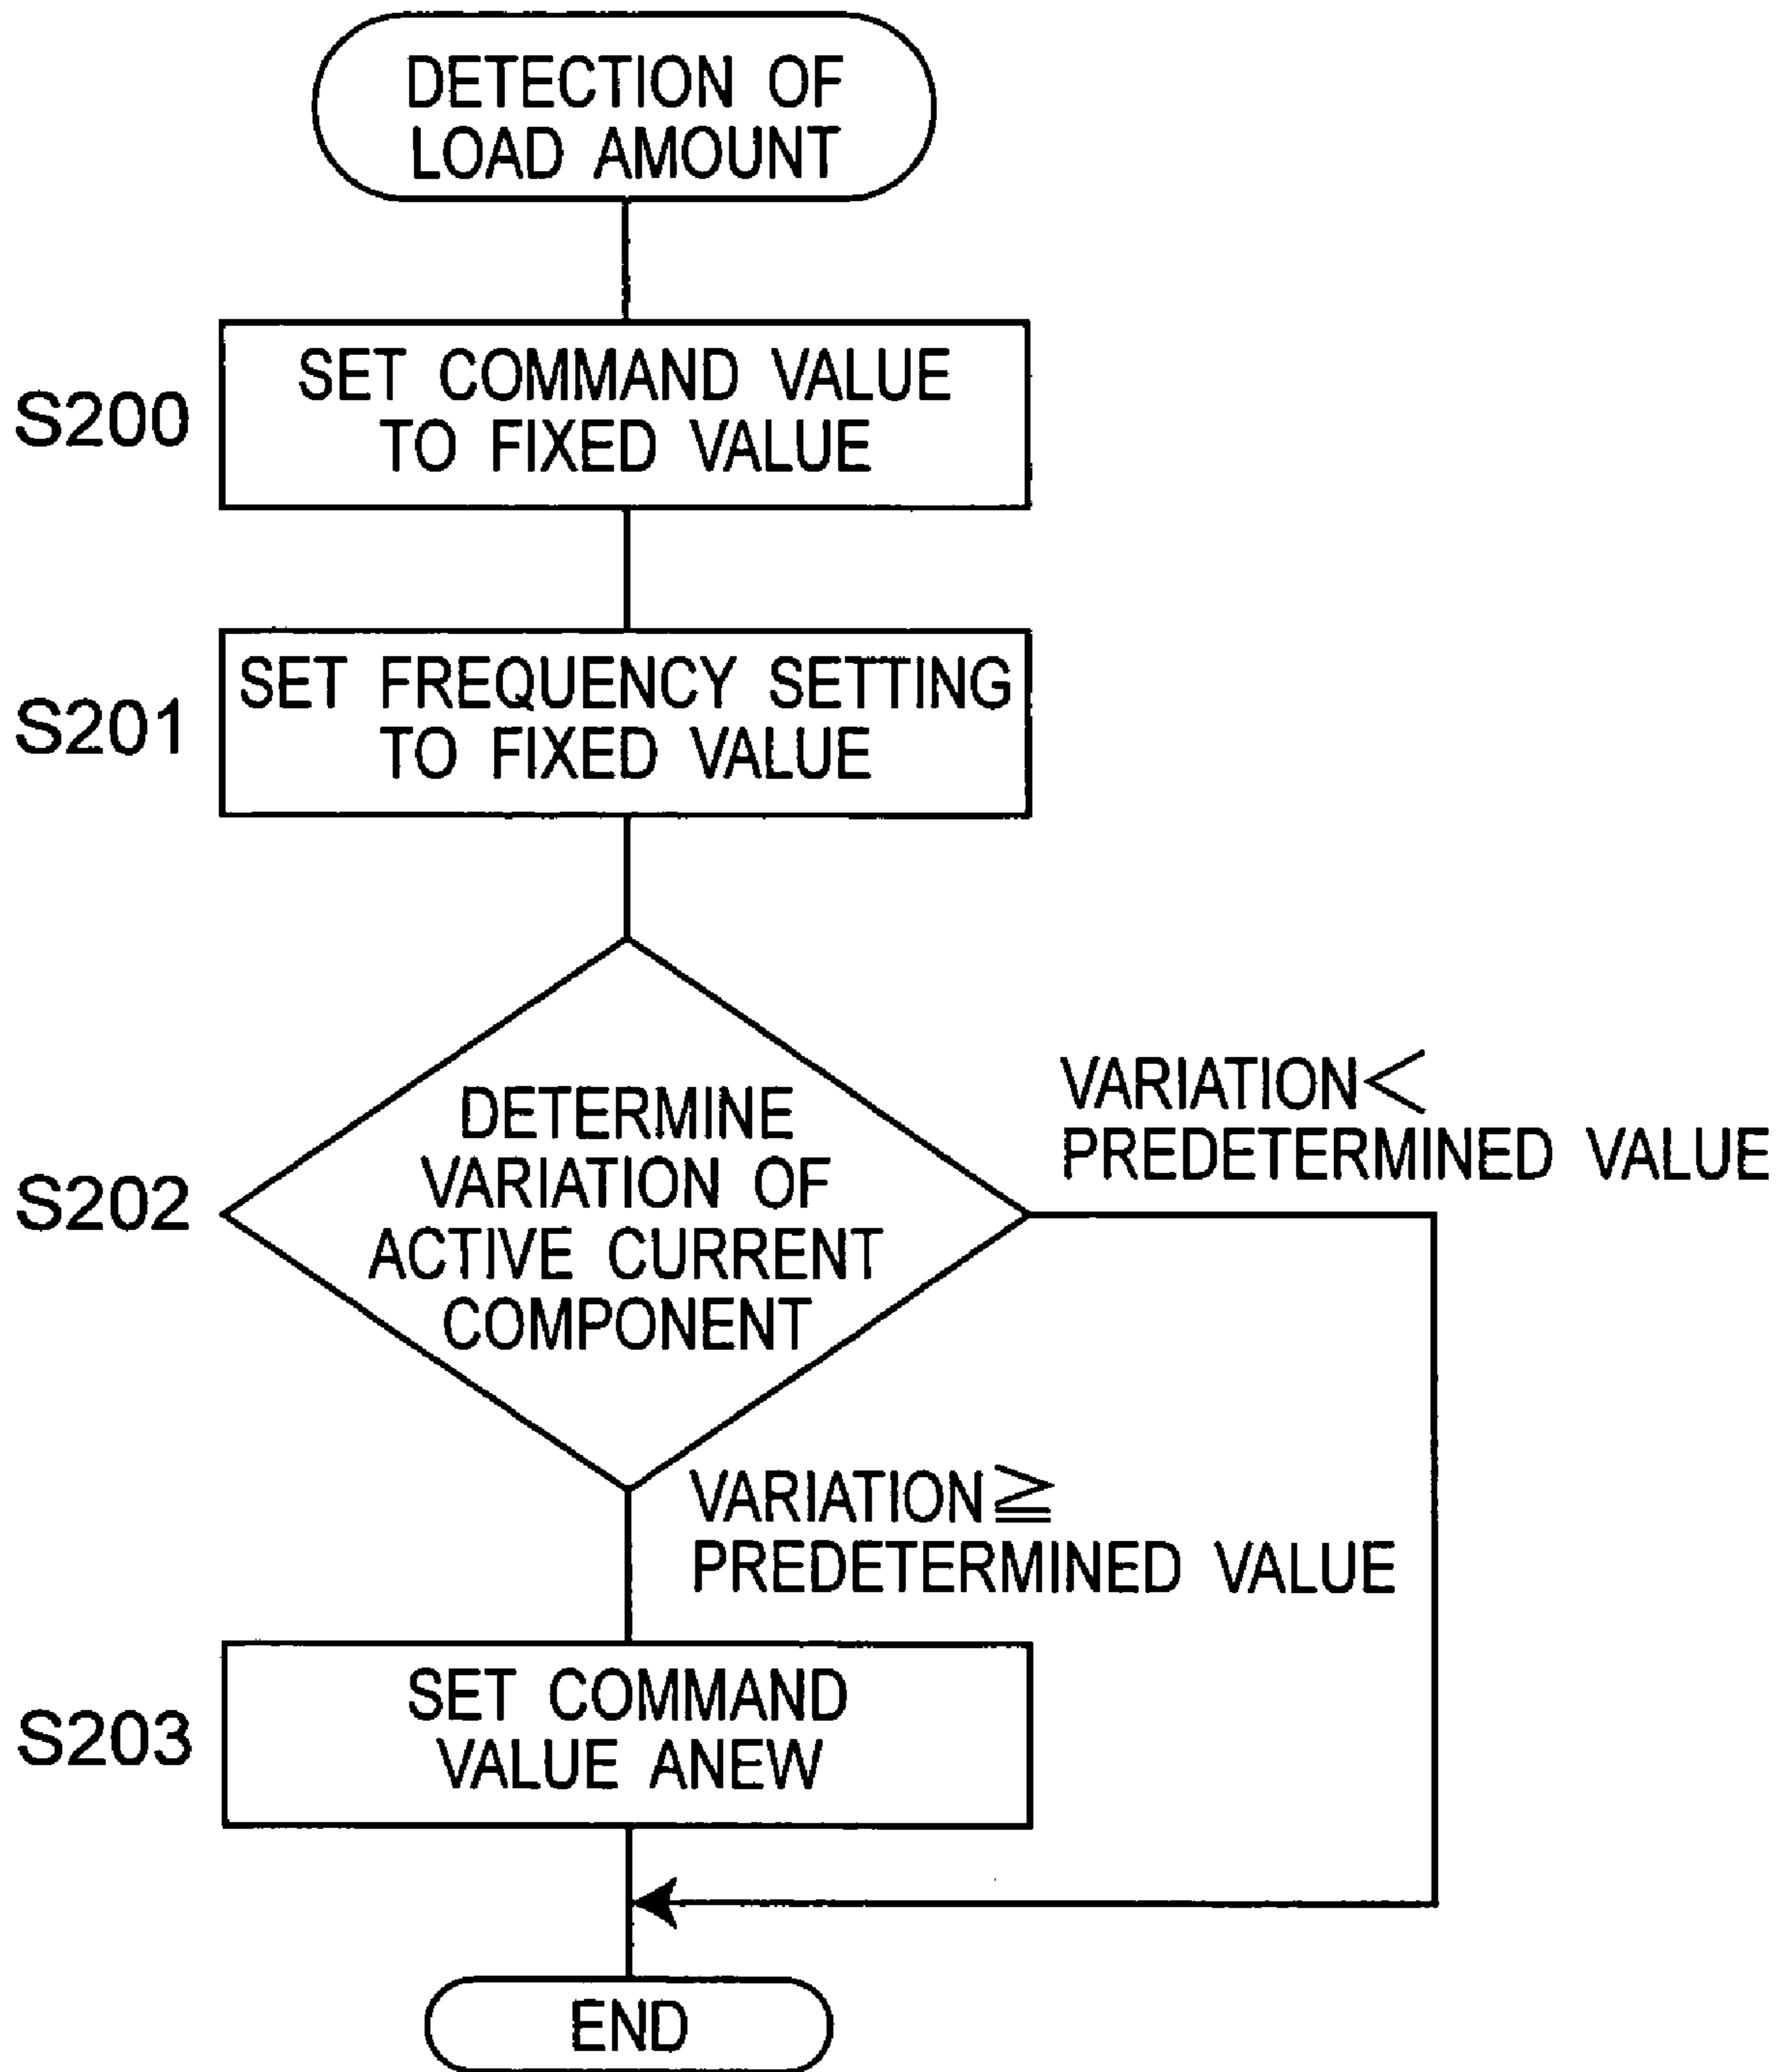 DETECTION OF
LOAD AMOUNT
S200
SET COMMAND VALUE
TO FIXED VALUE
S201
SET FREQUENCY SETTING
TO FIXED VALUE
S202
DETERMINE
VARIATION OF
ACTIVE CURRENT
COMPONENT
VARIATION<
PREDETERMINED VALUE
VARIATION≧
PREDETERMINED VALUE
S203
SET COMMAND
VALUE ANEW
END